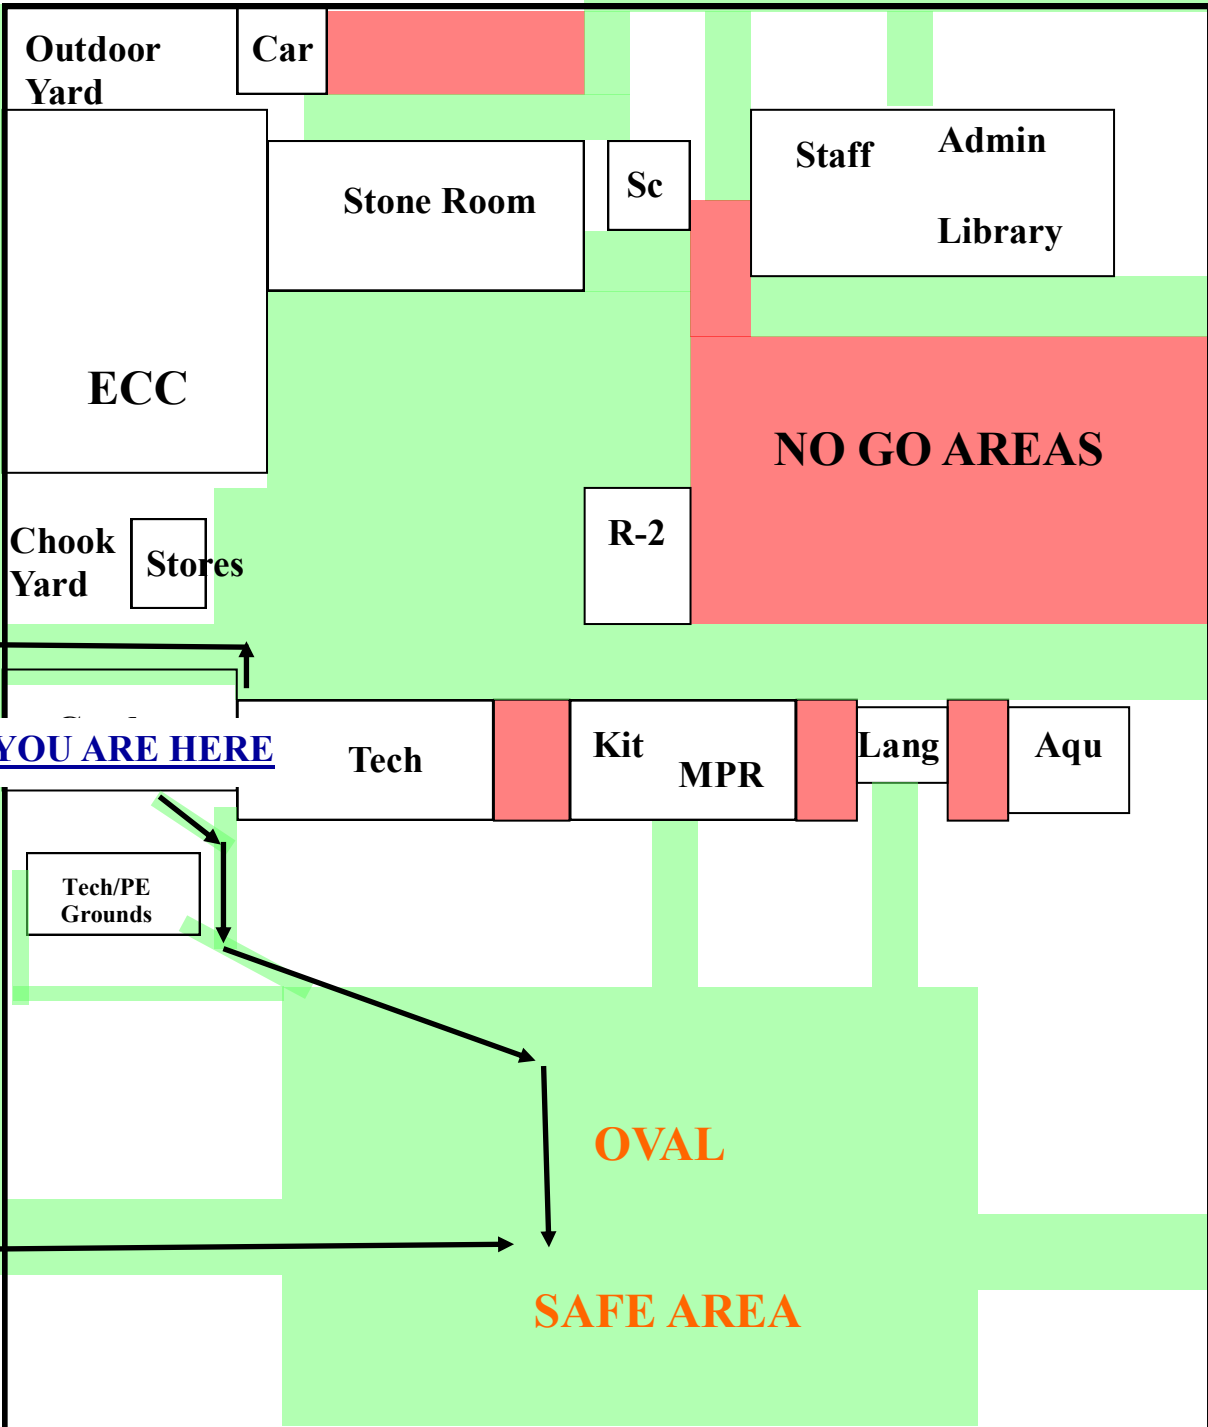 Outdoor
Yard
Car
Stone Room
Sc
Staff
Admin
Library
ECC
NO GO AREAS
R-2
Chook
Yard
Stores
YOU ARE HERE
Tech
Kit
MPR
Lang
Aqu
Tech/PE
Grounds
OVAL
SAFE AREA